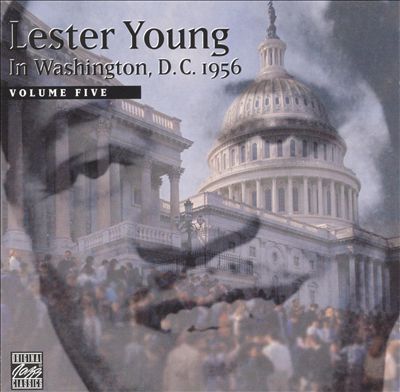 Lester Young
In Washington, D.C. 1956
VOLUME FIVE
ORIGINAL
Jazz
CLASSICS